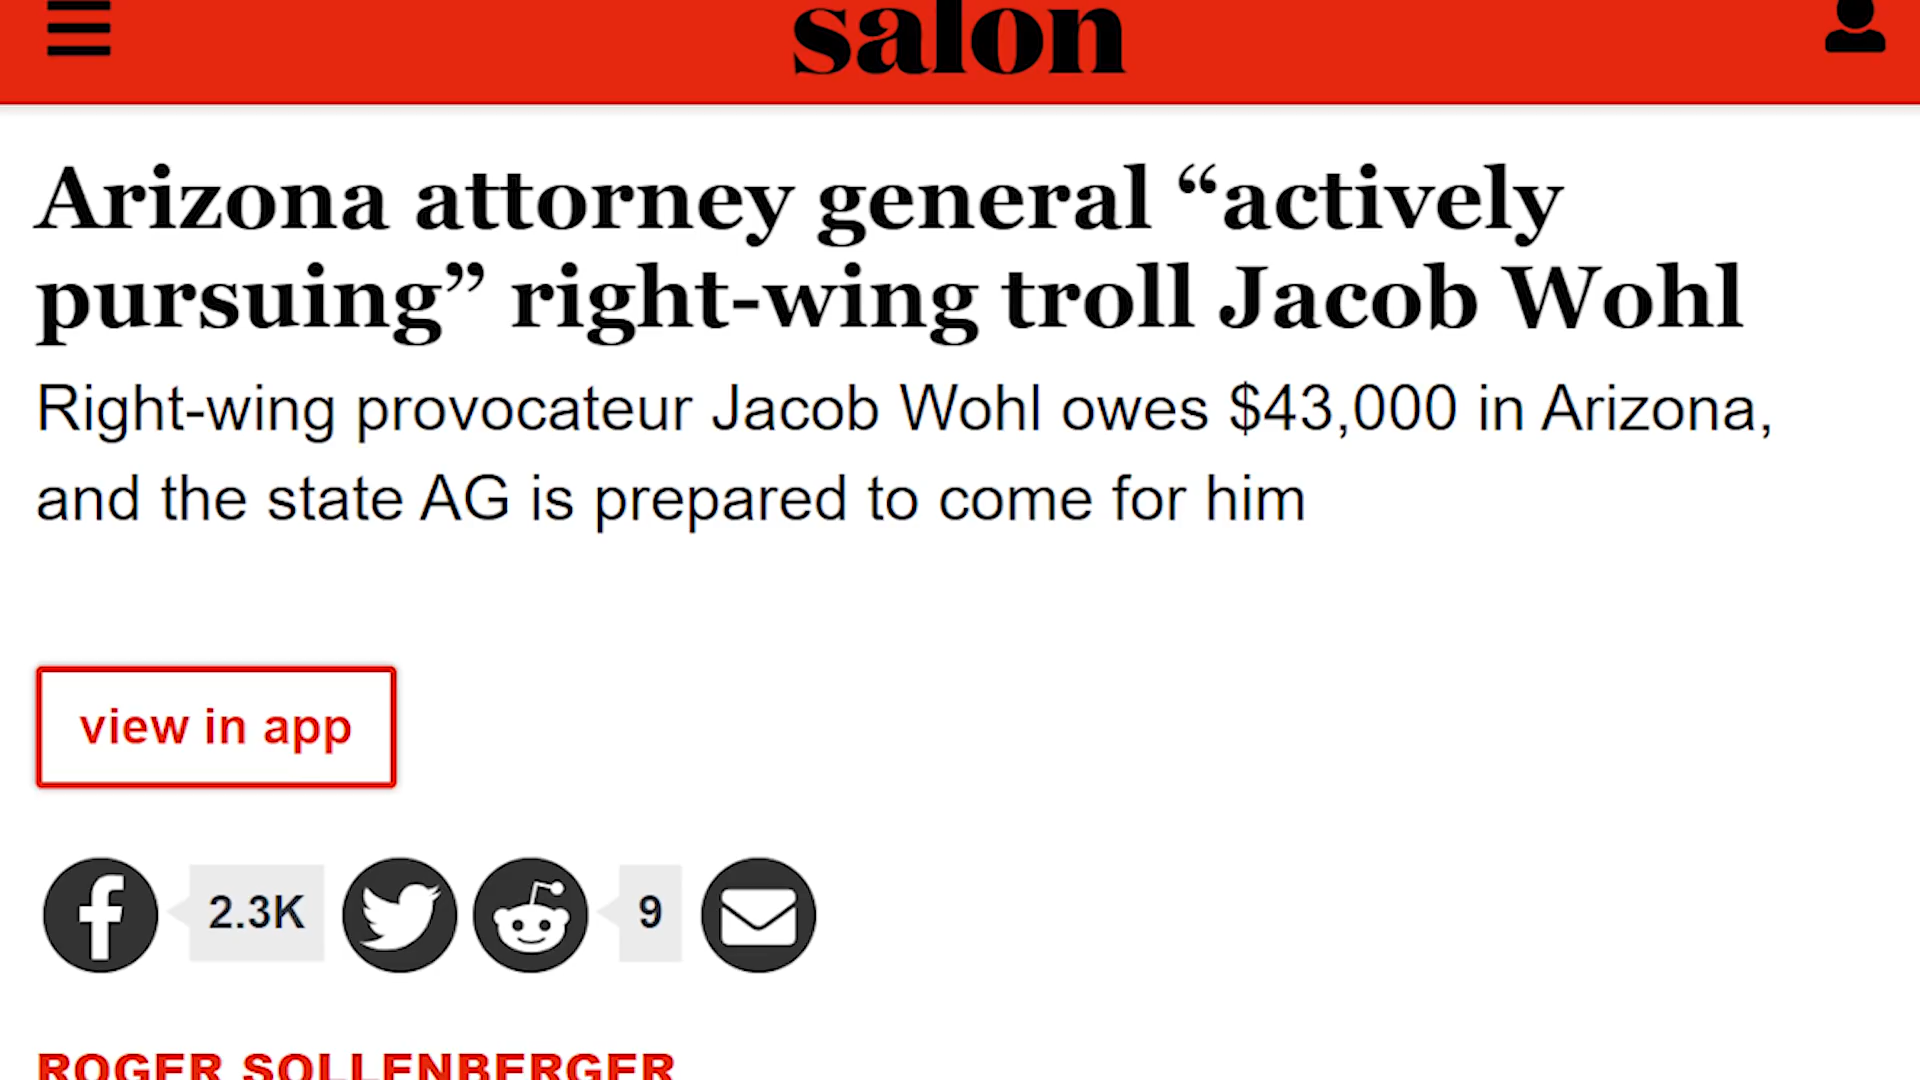 salon
Arizona attorney general “actively
pursuing” right-wing troll Jacob Wohl
Right-wing provocateur Jacob Wohl owes $43,000 in Arizona,
and the state AG is prepared to come for him
view in app
2.3K 9
ROGER SOLLENBERGER